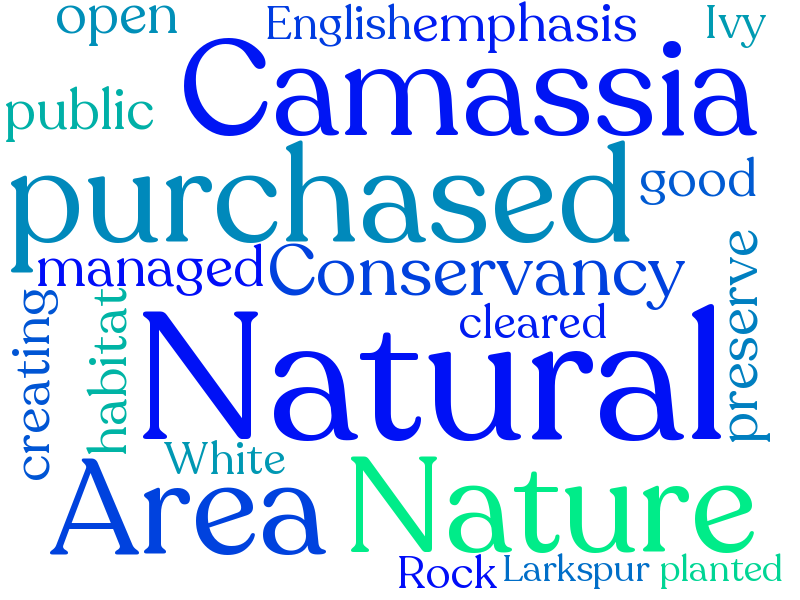 open
English
emphasis
Ivy
public
Camassia
purchased
good
managed
Conservancy
creating
habitat
cleared
preserve
Natural
White
Area
Nature
Rock
Larkspur
planted